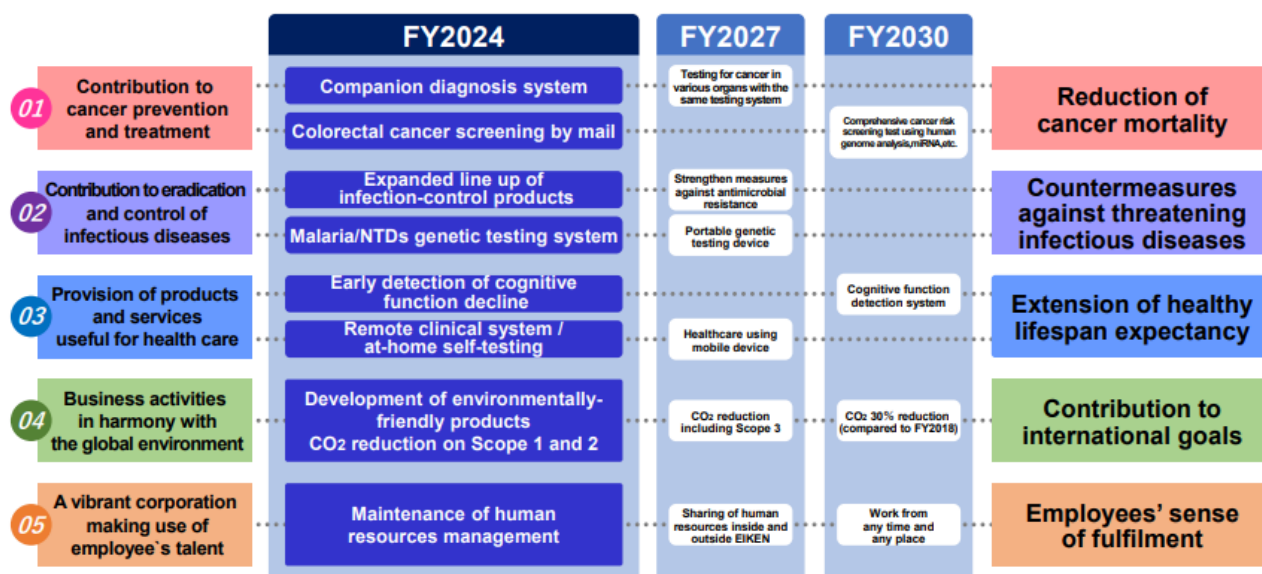 FY2024
FY2027
FY2030
01
Contribution to
cancer prevention
and treatment
Companion diagnosis system
Testing for cancer in
various organs with the
same testing system
Colorectal cancer screening by mail
Comprehensive cancer risk
screening test using human
genome analysis,miRNA,etc.
Reduction of
cancer mortality
02
Contribution to eradication
and control of
infectious diseases
Expanded line up of
infection-control products
Strengthen measures
against antimicrobial
resistance
Malaria/NTDs genetic testing system
Portable genetic
testing device
Countermeasures
against threatening
infectious diseases
03
Provision of products
and services
useful for health care
Early detection of cognitive
function decline
Cognitive function
detection system
Remote clinical system /
at-home self-testing
Healthcare using
mobile device
Extension of healthy
lifespan expectancy
04
Business activities
in harmony with
the global environment
Development of environmentally-
friendly products
CO2 reduction on Scope 1 and 2
CO2 reduction
including Scope 3
CO2 30% reduction
(compared to FY2018)
Contribution to
international goals
05
A vibrant corporation
making use of
employee`s talent
Maintenance of human
resources management
Sharing of human
resources inside and
outside EIKEN
Work from
any time and
any place
Employees’ sense
of fulfilment